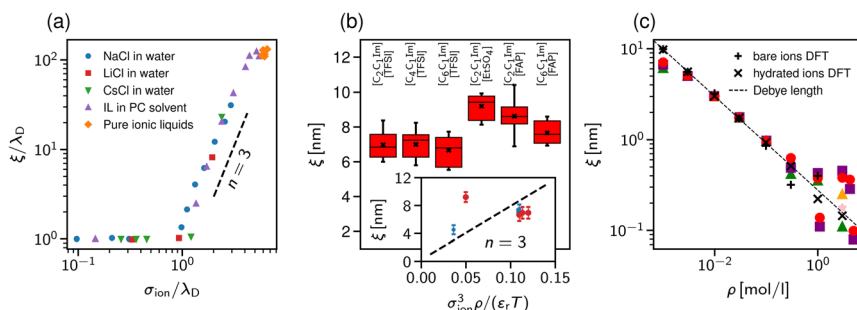 (a)
ξ/λ_D
10²
10¹
10⁰
NaCl in water
LiCl in water
CsCl in water
IL in PC solvent
Pure ionic liquids
n = 3
10⁻¹
10⁰
σ_ion/λ_D
(b)
ξ [nm]
12
10
8
6
4
2
[C₂C₁Im]
[TFSI]
[C₄C₁Im]
[TFSI]
[C₆C₁Im]
[TFSI]
[C₂C₁Im]
[EtSO₄]
[C₂C₁Im]
[FAP]
[C₆C₁Im]
[FAP]
ξ [nm]
12
8
4
0
n = 3
0.00
0.05
0.10
0.15
σ³_ion ρ/(ε_r T)
(c)
ξ [nm]
10¹
10⁰
10⁻¹
bare ions DFT
hydrated ions DFT
Debye length
10⁻²
10⁰
ρ [mol/l]